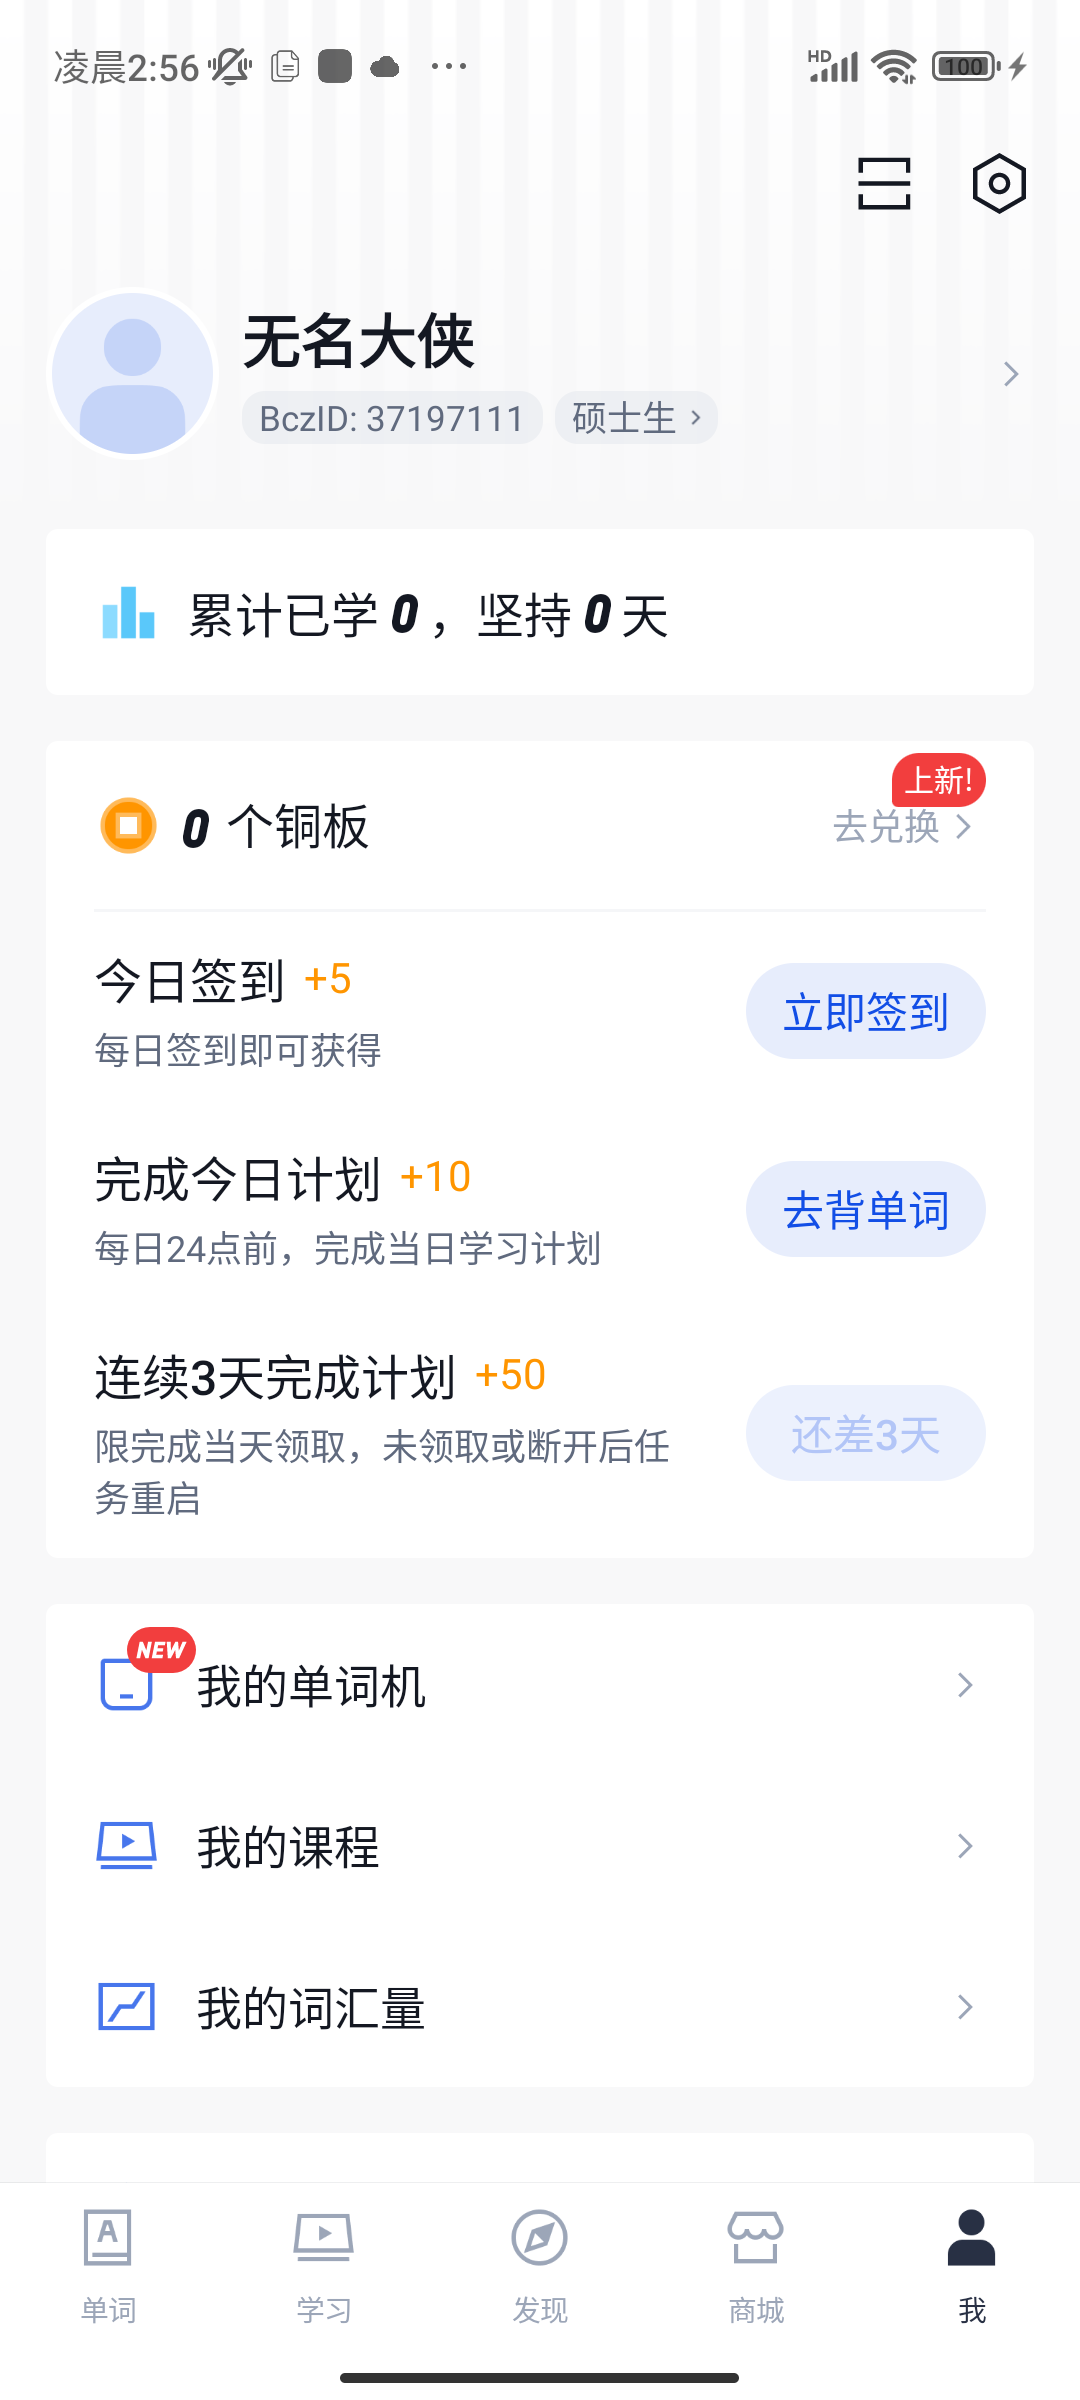 凌晨2:56
HD
100
无名大侠
BczID: 37197111
硕士生
累计已学 0，坚持 0 天
上新!
0 个铜板
去兑换
今日签到 +5
每日签到即可获得
立即签到
完成今日计划 +10
每日24点前，完成当日学习计划
去背单词
连续3天完成计划 +50
限完成当天领取，未领取或断开后任
务重启
还差3天
NEW
我的单词机
我的课程
我的词汇量
A
单词
学习
发现
商城
我